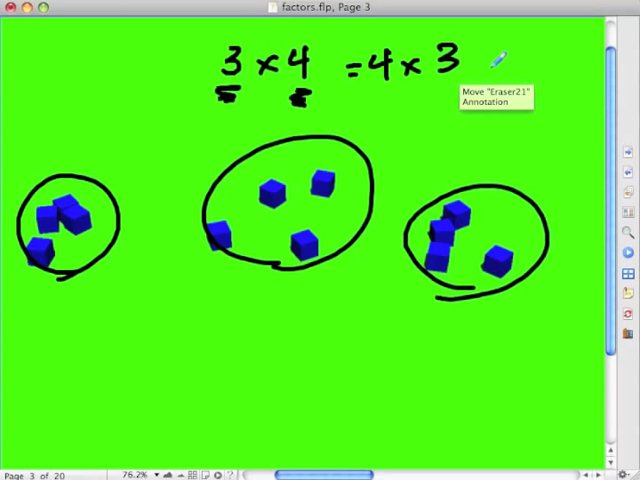 factors.flp, Page 3
3 × 4 = 4 × 3
Move "Eraser21"
Annotation
Page 3 of 20
76.2%